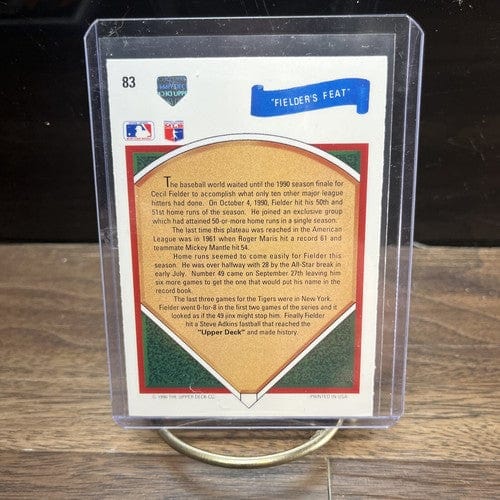 83
"FIELDER'S FEAT"
The baseball world waited until the 1990 season finale for
Cecil Fielder to accomplish what only ten other major league
hitters had done. On October 4, 1990, Fielder hit his 50th and
51st home runs of the season. He joined an exclusive group
which had attained 50-or-more home runs in a single season.
The last time this plateau was reached in the American
League was in 1961 when Roger Maris hit a record 61 and
teammate Mickey Mantle hit 54.
Home runs seemed to come easily for Fielder this
season. He was over halfway with 28 by the All-Star break in
early July. Number 49 came on September 27th leaving him
six more games to get the one that would put his name in the
record book.
The last three games for the Tigers were in New York.
Fielder went 0-for-8 in the first two games of the series and it
looked as if the 49 jinx might stop him. Finally Fielder
hit a Steve Adkins fastball that reached the
"Upper Deck" and made history.
© 1990 THE UPPER DECK CO.
PRINTED IN USA